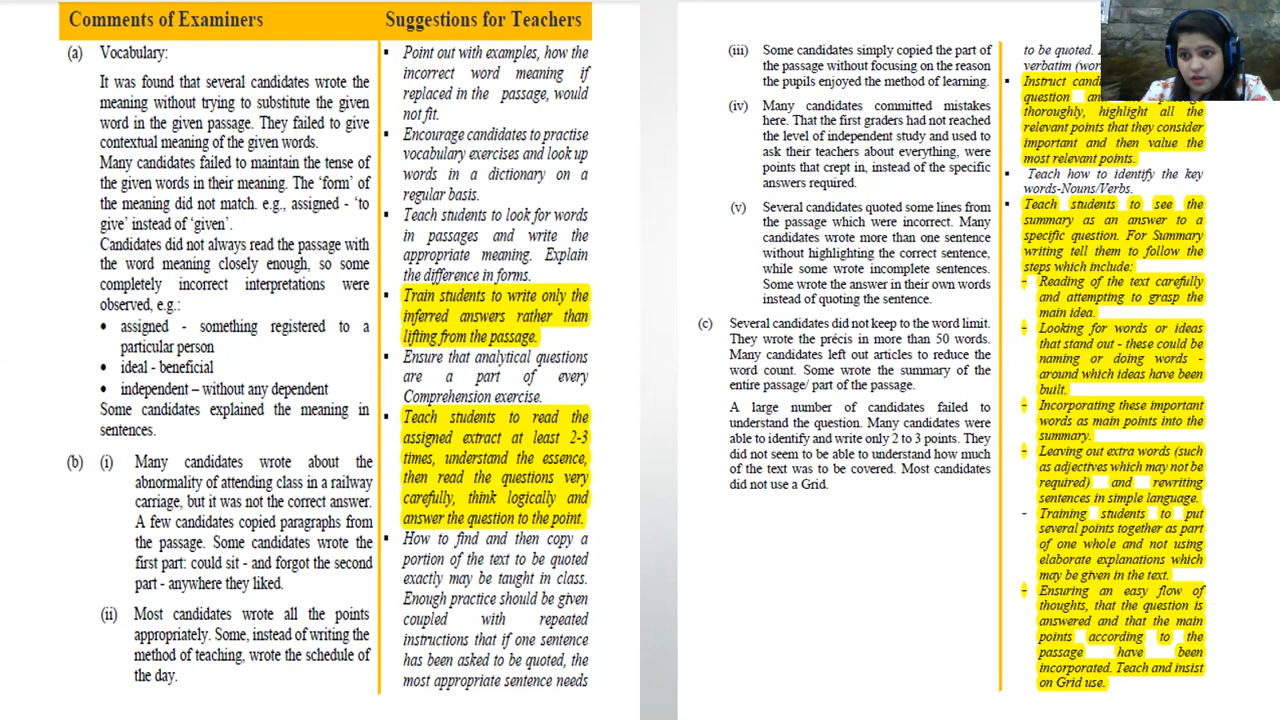 Comments of Examiners
(a) Vocabulary:
It was found that several candidates wrote the
meaning without trying to substitute the given
word in the given passage. They failed to give
contextual meaning of the given words.
Many candidates failed to maintain the tense of
the given words in their meaning. The ‘form’ of
the meaning did not match. e.g., assigned - ‘to
give’ instead of ‘given’.
Candidates did not always read the passage with
the word meaning closely enough, so some
completely incorrect interpretations were
observed, e.g.:
• assigned - something registered to a
particular person
• ideal - beneficial
• independent – without any dependent
Some candidates explained the meaning in
sentences.
(b) (i) Many candidates wrote about the
abnormality of attending class in a railway
carriage, but it was not the correct answer.
A few candidates copied paragraphs from
the passage. Some candidates wrote the
first part: could sit - and forgot the second
part - anywhere they liked.
(ii) Most candidates wrote all the points
appropriately. Some, instead of writing the
method of teaching, wrote the schedule of
the day.
Suggestions for Teachers
▪ Point out with examples, how the
incorrect word meaning if
replaced in the passage, would
not fit.
▪ Encourage candidates to practise
vocabulary exercises and look up
words in a dictionary on a
regular basis.
▪ Teach students to look for words
in passages and write the
appropriate meaning. Explain
the difference in forms.
▪ Train students to write only the
inferred answers rather than
lifting from the passage.
▪ Ensure that analytical questions
are a part of every
Comprehension exercise.
▪ Teach students to read the
assigned extract at least 2-3
times, understand the essence,
then read the questions very
carefully, think logically and
answer the question to the point.
▪ How to find and then copy a
portion of the text to be quoted
exactly may be taught in class.
Enough practice should be given
coupled with repeated
instructions that if one sentence
has been asked to be quoted, the
most appropriate sentence needs
(iii) Some candidates simply copied the part of
the passage without focusing on the reason
the pupils enjoyed the method of learning.
(iv) Many candidates committed mistakes
here. That the first graders had not reached
the level of independent study and used to
ask their teachers about everything, were
points that crept in, instead of the specific
answers required.
(v) Several candidates quoted some lines from
the passage which were incorrect. Many
candidates wrote more than one sentence
without highlighting the correct sentence,
while some wrote incomplete sentences.
Some wrote the answer in their own words
instead of quoting the sentence.
(c) Several candidates did not keep to the word limit.
They wrote the précis in more than 50 words.
Many candidates left out articles to reduce the
word count. Some wrote the summary of the
entire passage/ part of the passage.
A large number of candidates failed to
understand the question. Many candidates were
able to identify and write only 2 to 3 points. They
did not seem to be able to understand how much
of the text was to be covered. Most candidates
did not use a Grid.
to be quoted.
verbatim
▪ Instruct
question
thoroughly, highlight all the
relevant points that they consider
important and then value the
most relevant points.
▪ Teach how to identify the key
words-Nouns/Verbs.
▪ Teach students to see the
summary as an answer to a
specific question. For Summary
writing tell them to follow the
steps which include:
- Reading of the text carefully
and attempting to grasp the
main idea.
- Looking for words or ideas
that stand out - these could be
naming or doing words -
around which ideas have been
built.
- Incorporating these important
words as main points into the
summary.
- Leaving out extra words (such
as adjectives which may not be
required) and rewriting
sentences in simple language.
- Training students to put
several points together as part
of one whole and not using
elaborate explanations which
may be given in the text.
- Ensuring an easy flow of
thoughts, that the question is
answered and that the main
points according to the
passage have been
incorporated. Teach and insist
on Grid use.